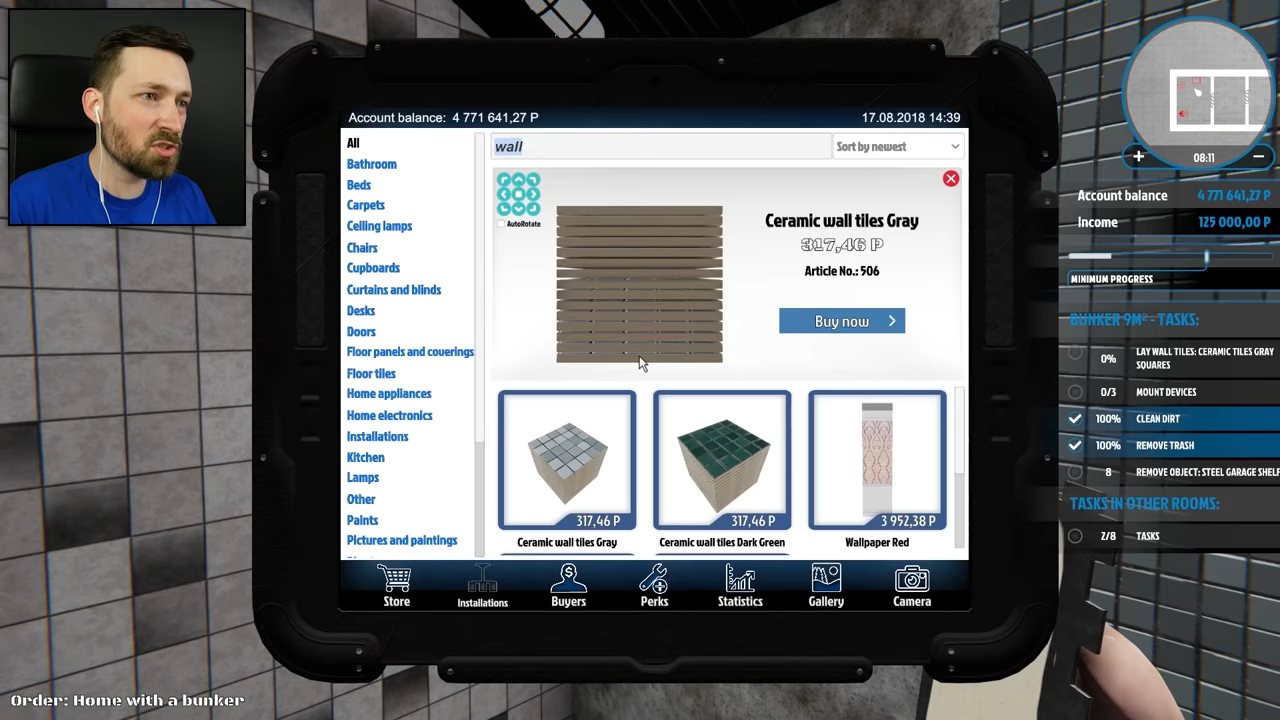 Account balance: 4 771 641,27 P
17.08.2018 14:39
All
Bathroom
Beds
Carpets
Ceiling lamps
Chairs
Cupboards
Curtains and blinds
Desks
Doors
Floor panels and coverings
Floor tiles
Home appliances
Home electronics
Installations
Kitchen
Lamps
Other
Paints
Pictures and paintings
wall
Sort by newest
AutoRotate
Ceramic wall tiles Gray
317,46 P
Article No.: 506
Buy now
317,46 P
317,46 P
3 952,38 P
Ceramic wall tiles Gray
Ceramic wall tiles Dark Green
Wallpaper Red
Store
Installations
Buyers
Perks
Statistics
Gallery
Camera
08:11
Account balance 4 771 641,27 P
Income 125 000,00 P
MINIMUM PROGRESS
BUNKER 9M² - TASKS:
0% LAY WALL TILES: CERAMIC TILES GRAY
SQUARES
0/3 MOUNT DEVICES
100% CLEAN DIRT
100% REMOVE TRASH
8 REMOVE OBJECT: STEEL GARAGE SHELF
TASKS IN OTHER ROOMS:
2/8 TASKS
Order: Home with a bunker